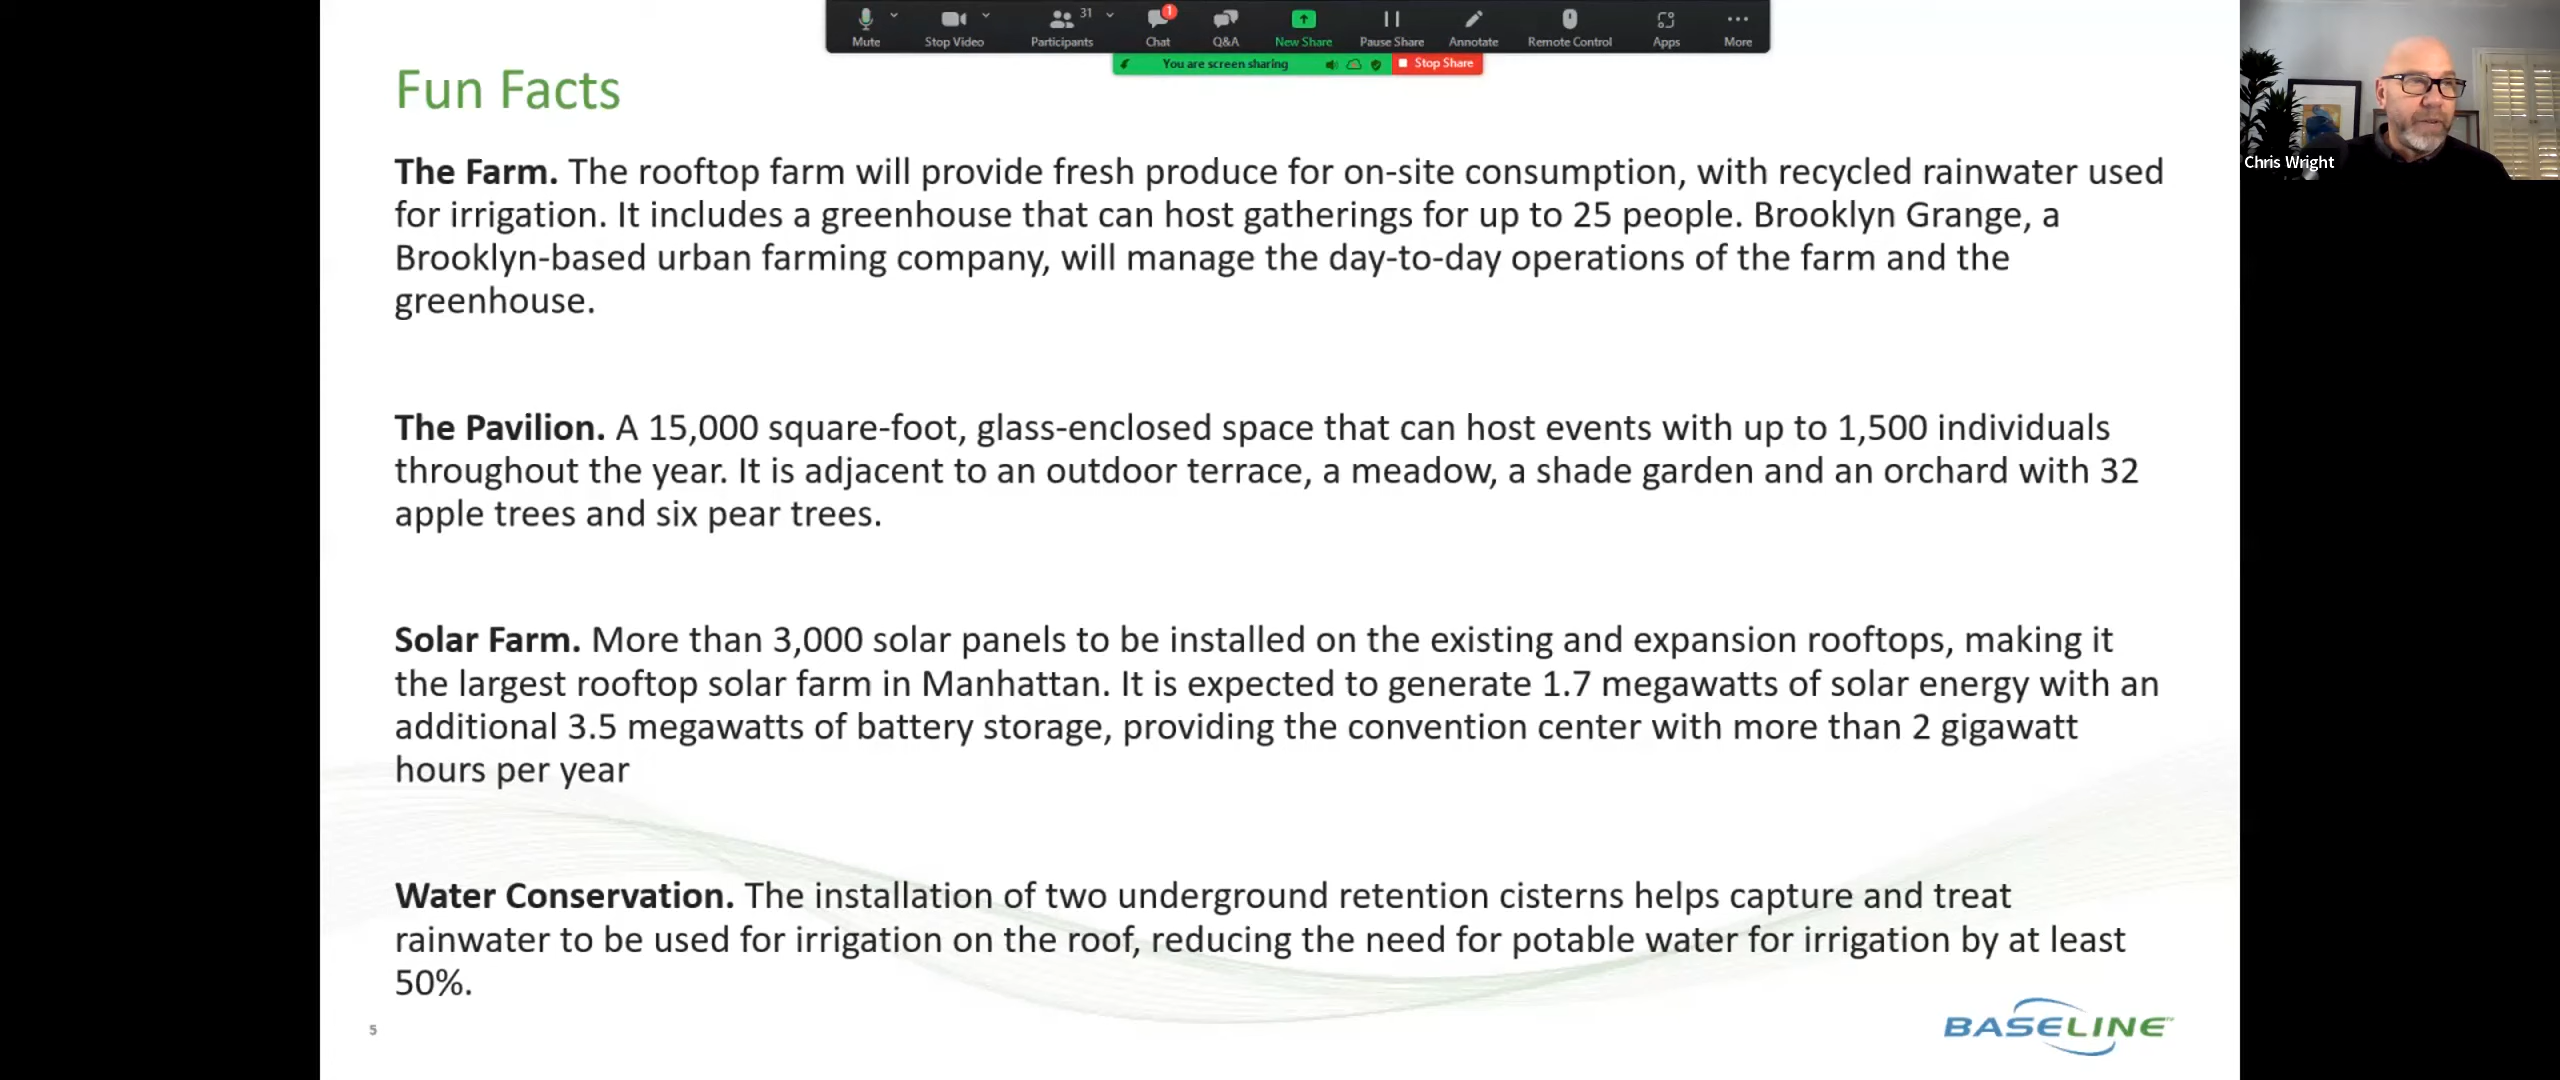 Mute
Stop Video
Participants
31
Chat
1
Q&A
New Share
Pause Share
Annotate
Remote Control
Apps
More
You are screen sharing
Stop Share
Chris Wright
Fun Facts
The Farm. The rooftop farm will provide fresh produce for on-site consumption, with recycled rainwater used
for irrigation. It includes a greenhouse that can host gatherings for up to 25 people. Brooklyn Grange, a
Brooklyn-based urban farming company, will manage the day-to-day operations of the farm and the
greenhouse.
The Pavilion. A 15,000 square-foot, glass-enclosed space that can host events with up to 1,500 individuals
throughout the year. It is adjacent to an outdoor terrace, a meadow, a shade garden and an orchard with 32
apple trees and six pear trees.
Solar Farm. More than 3,000 solar panels to be installed on the existing and expansion rooftops, making it
the largest rooftop solar farm in Manhattan. It is expected to generate 1.7 megawatts of solar energy with an
additional 3.5 megawatts of battery storage, providing the convention center with more than 2 gigawatt
hours per year
Water Conservation. The installation of two underground retention cisterns helps capture and treat
rainwater to be used for irrigation on the roof, reducing the need for potable water for irrigation by at least
50%.
5
BASELINE™